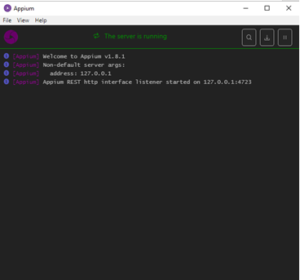 Appium
File View Help
The server is running
[Appium] Welcome to Appium v1.8.1
[Appium] Non-default server args:
[Appium] address: 127.0.0.1
[Appium] Appium REST http interface listener started on 127.0.0.1:4723